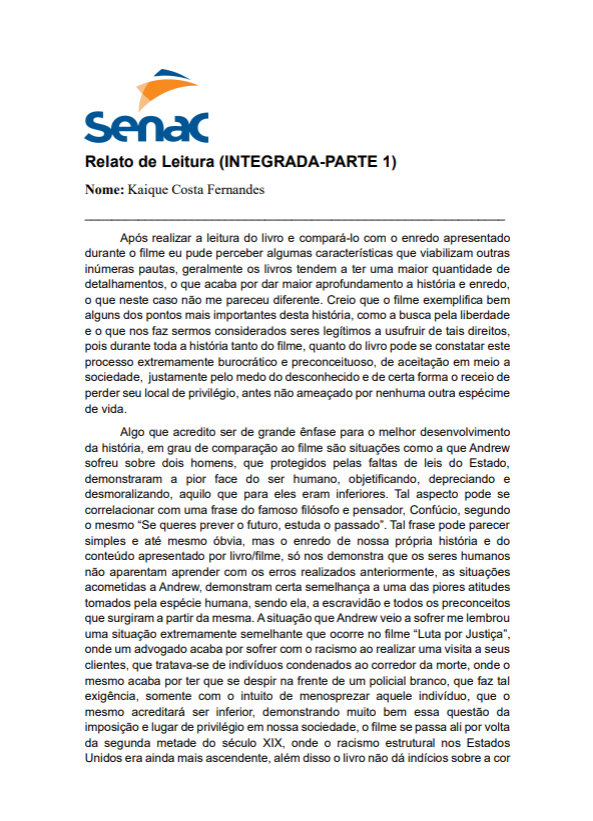 Senac
Relato de Leitura (INTEGRADA-PARTE 1)
Nome: Kaique Costa Fernandes
Após realizar a leitura do livro e compará-lo com o enredo apresentado
durante o filme eu pude perceber algumas características que viabilizam outras
inúmeras pautas, geralmente os livros tendem a ter uma maior quantidade de
detalhamentos, o que acaba por dar maior aprofundamento a história e enredo,
o que neste caso não me pareceu diferente. Creio que o filme exemplifica bem
alguns dos pontos mais importantes desta história, como a busca pela liberdade
e o que nos faz sermos considerados seres legítimos a usufruir de tais direitos,
pois durante toda a história tanto do filme, quanto do livro pode se constatar este
processo extremamente burocrático e preconceituoso, de aceitação em meio a
sociedade, justamente pelo medo do desconhecido e de certa forma o receio de
perder seu local de privilégio, antes não ameaçado por nenhuma outra espécime
de vida.
Algo que acredito ser de grande ênfase para o melhor desenvolvimento
da história, em grau de comparação ao filme são situações como a que Andrew
sofreu sobre dois homens, que protegidos pelas faltas de leis do Estado,
demonstraram a pior face do ser humano, objetificando, depreciando e
desmoralizando, aquilo que para eles eram inferiores. Tal aspecto pode se
correlacionar com uma frase do famoso filósofo e pensador, Confúcio, segundo
o mesmo “Se queres prever o futuro, estuda o passado”. Tal frase pode parecer
simples e até mesmo óbvia, mas o enredo de nossa própria história e do
conteúdo apresentado por livro/filme, só nos demonstra que os seres humanos
não aparentam aprender com os erros realizados anteriormente, as situações
acometidas a Andrew, demonstram certa semelhança a uma das piores atitudes
tomados pela espécie humana, sendo ela, a escravidão e todos os preconceitos
que surgiram a partir da mesma. A situação que Andrew veio a sofrer me lembrou
uma situação extremamente semelhante que ocorre no filme “Luta por Justiça”,
onde um advogado acaba por sofrer com o racismo ao realizar uma visita a seus
clientes, que tratava-se de indivíduos condenados ao corredor da morte, onde o
mesmo acaba por ter que se despir na frente de um policial branco, que faz tal
exigência, somente com o intuito de menosprezar aquele indivíduo, que o
mesmo acreditará ser inferior, demonstrando muito bem essa questão da
imposição e lugar de privilégio em nossa sociedade, o filme se passa ali por volta
da segunda metade do século XIX, onde o racismo estrutural nos Estados
Unidos era ainda mais ascendente, além disso o livro não dá indícios sobre a cor